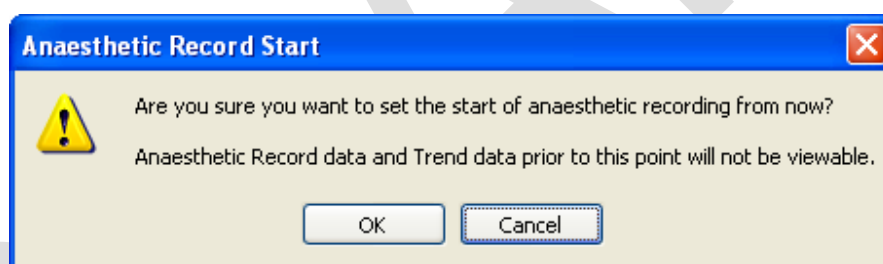 Anaesthetic Record Start
Are you sure you want to set the start of anaesthetic recording from now?
Anaesthetic Record data and Trend data prior to this point will not be viewable.
OK Cancel